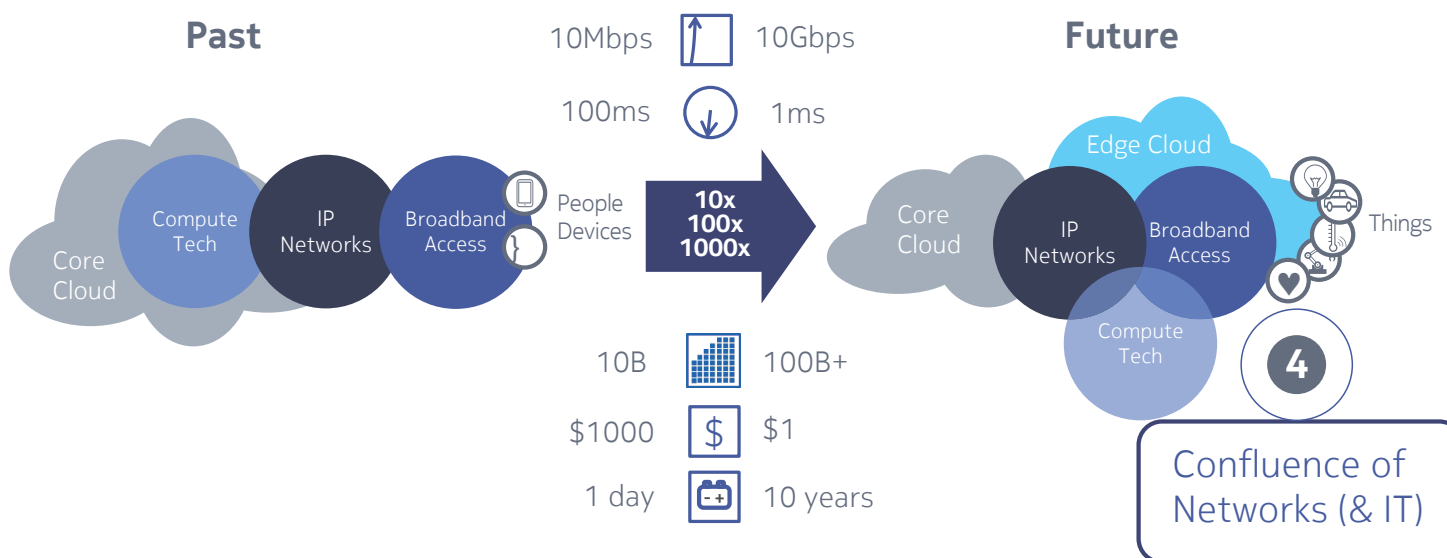 Past
Core
Cloud
Compute
Tech
IP
Networks
Broadband
Access
}
People
Devices
10Mbps 10Gbps
100ms 1ms
10x
100x
1000x
10B 100B+
$1000 $ $1
1 day - + 10 years
Future
Edge Cloud
Core
Cloud
IP
Networks
Broadband
Access
Compute
Tech
Things
4
Confluence of
Networks (& IT)